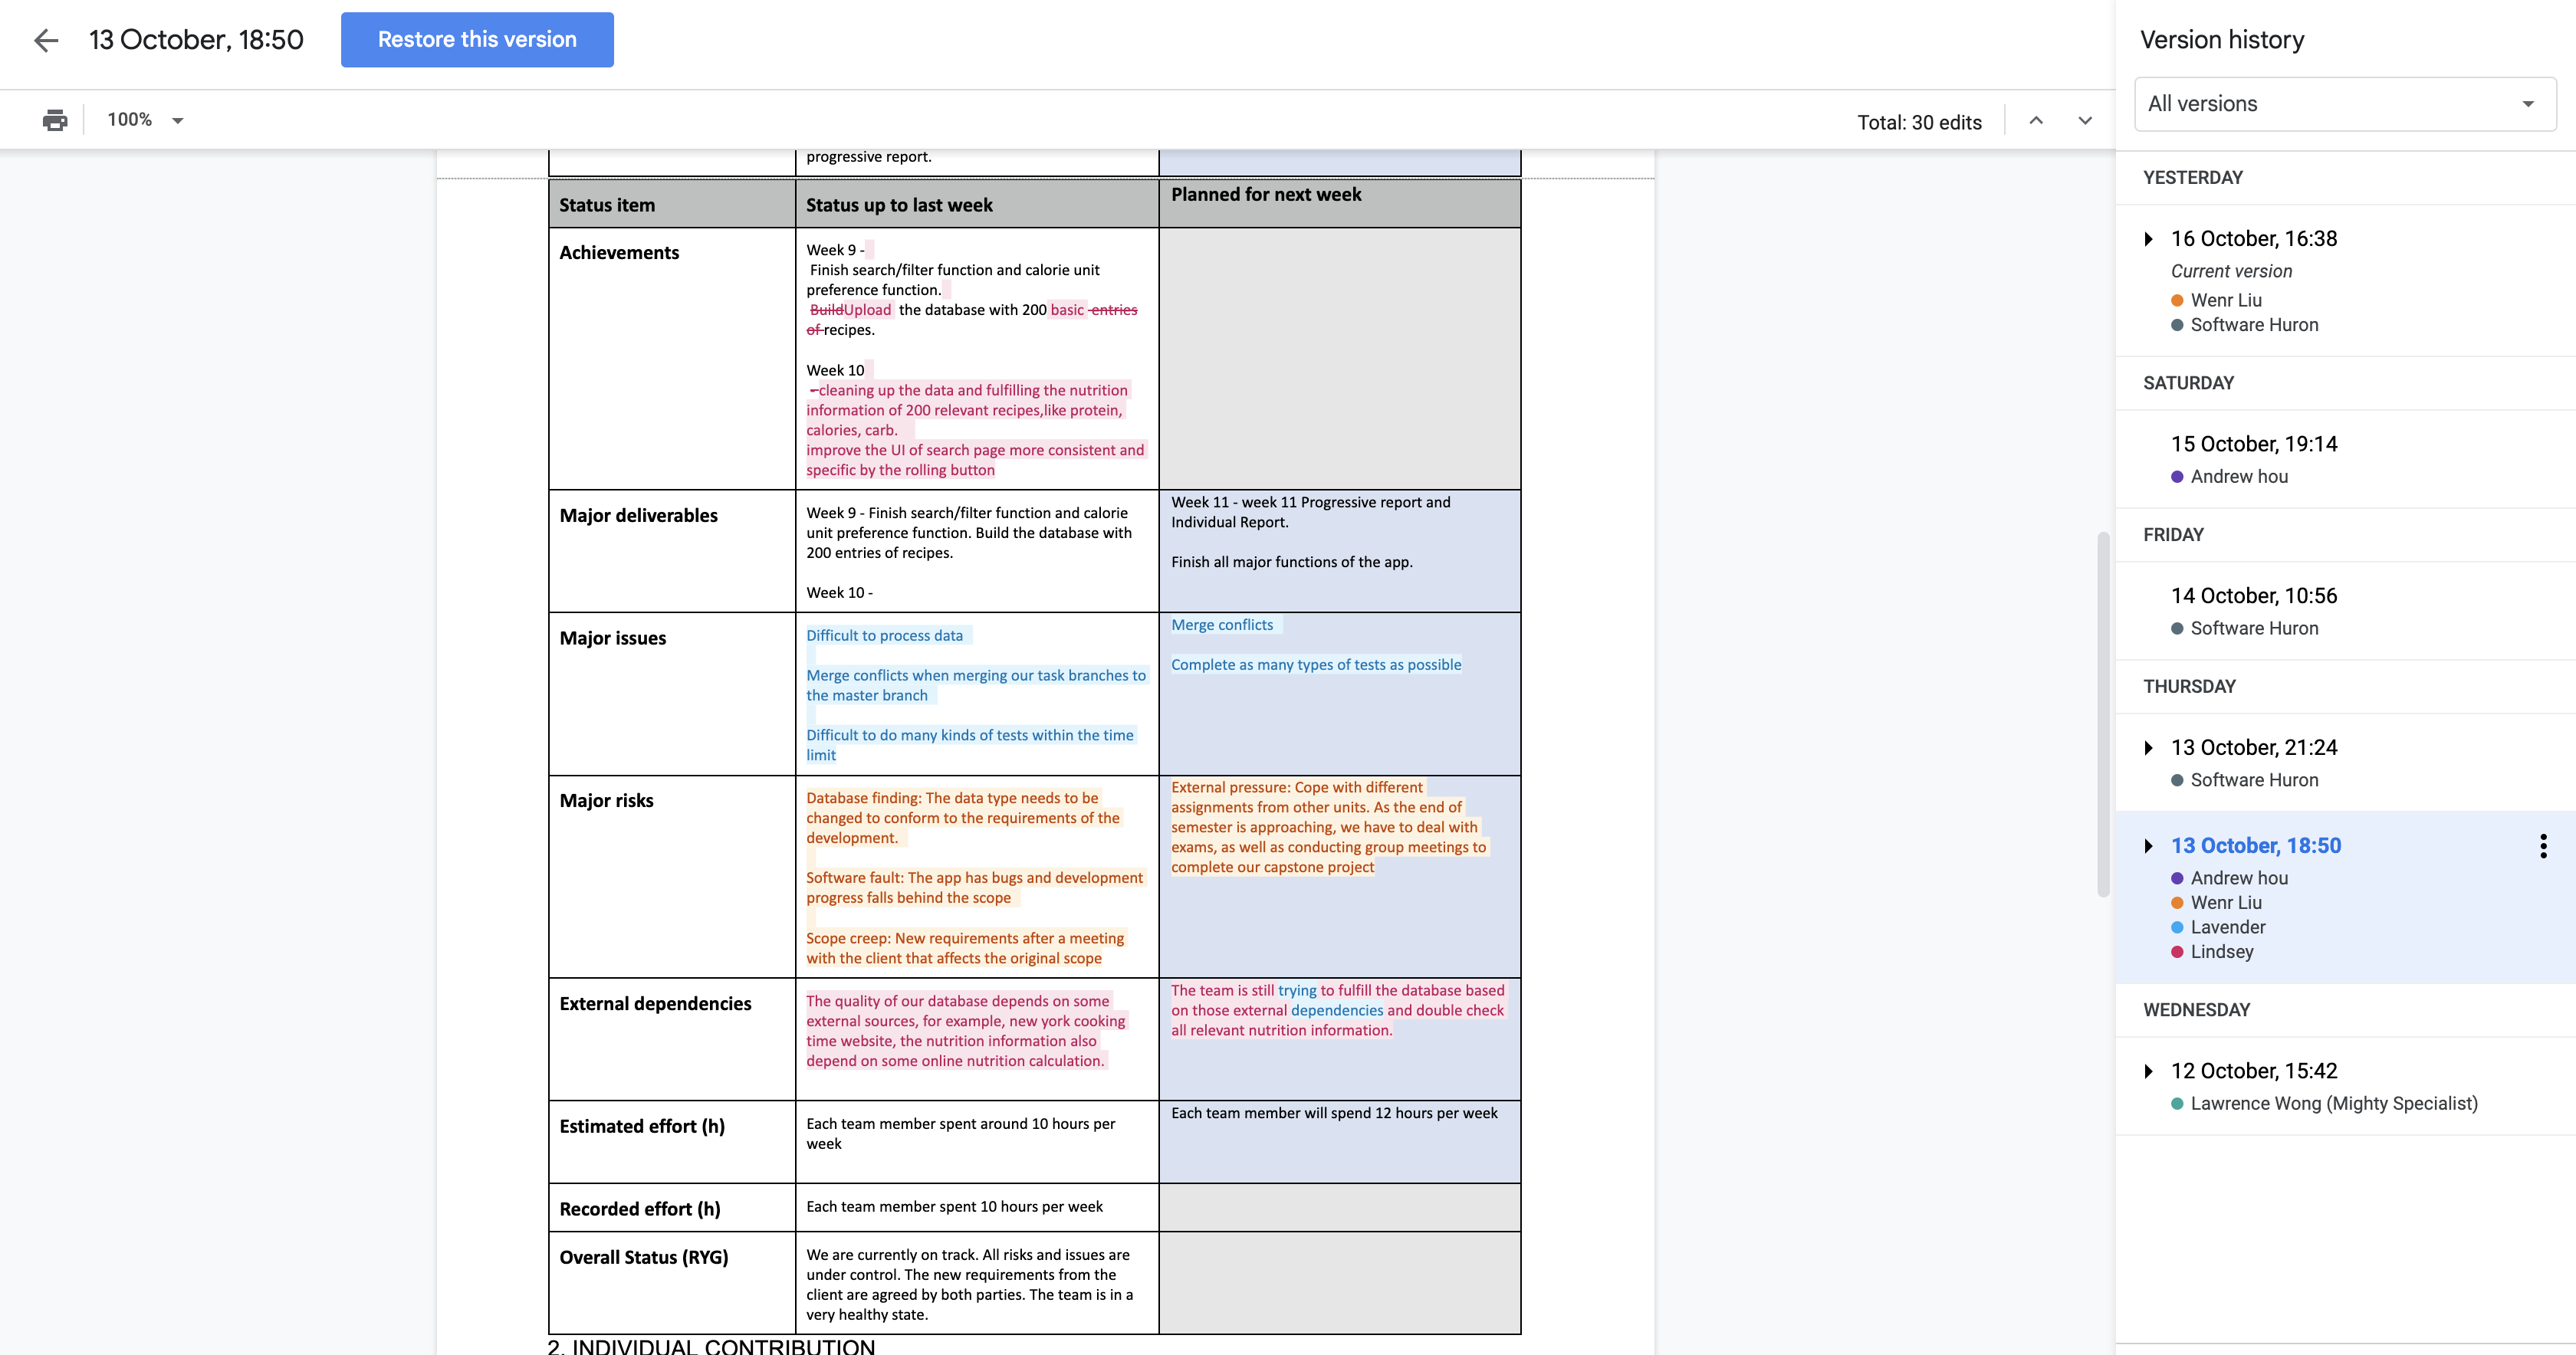 13 October, 18:50
Restore this version
100%
Total: 30 edits
progressive report.
Status item
Status up to last week
Planned for next week
Achievements
Week 9 -
Finish search/filter function and calorie unit
preference function.
BuildUpload the database with 200 basic entries
of recipes.
Week 10
-cleaning up the data and fulfilling the nutrition
information of 200 relevant recipes,like protein,
calories, carb.
improve the UI of search page more consistent and
specific by the rolling button
Major deliverables
Week 9 - Finish search/filter function and calorie
unit preference function. Build the database with
200 entries of recipes.
Week 10 -
Week 11 - week 11 Progressive report and
Individual Report.
Finish all major functions of the app.
Major issues
Difficult to process data
Merge conflicts when merging our task branches to
the master branch
Difficult to do many kinds of tests within the time
limit
Merge conflicts
Complete as many types of tests as possible
Major risks
Database finding: The data type needs to be
changed to conform to the requirements of the
development.
Software fault: The app has bugs and development
progress falls behind the scope
Scope creep: New requirements after a meeting
with the client that affects the original scope
External pressure: Cope with different
assignments from other units. As the end of
semester is approaching, we have to deal with
exams, as well as conducting group meetings to
complete our capstone project
External dependencies
The quality of our database depends on some
external sources, for example, new york cooking
time website, the nutrition information also
depend on some online nutrition calculation.
The team is still trying to fulfill the database based
on those external dependencies and double check
all relevant nutrition information.
Estimated effort (h)
Each team member spent around 10 hours per
week
Each team member will spend 12 hours per week
Recorded effort (h)
Each team member spent 10 hours per week
Overall Status (RYG)
We are currently on track. All risks and issues are
under control. The new requirements from the
client are agreed by both parties. The team is in a
very healthy state.
2. INDIVIDUAL CONTRIBUTION
Version history
All versions
YESTERDAY
16 October, 16:38
Current version
Wenr Liu
Software Huron
SATURDAY
15 October, 19:14
Andrew hou
FRIDAY
14 October, 10:56
Software Huron
THURSDAY
13 October, 21:24
Software Huron
13 October, 18:50
Andrew hou
Wenr Liu
Lavender
Lindsey
WEDNESDAY
12 October, 15:42
Lawrence Wong (Mighty Specialist)